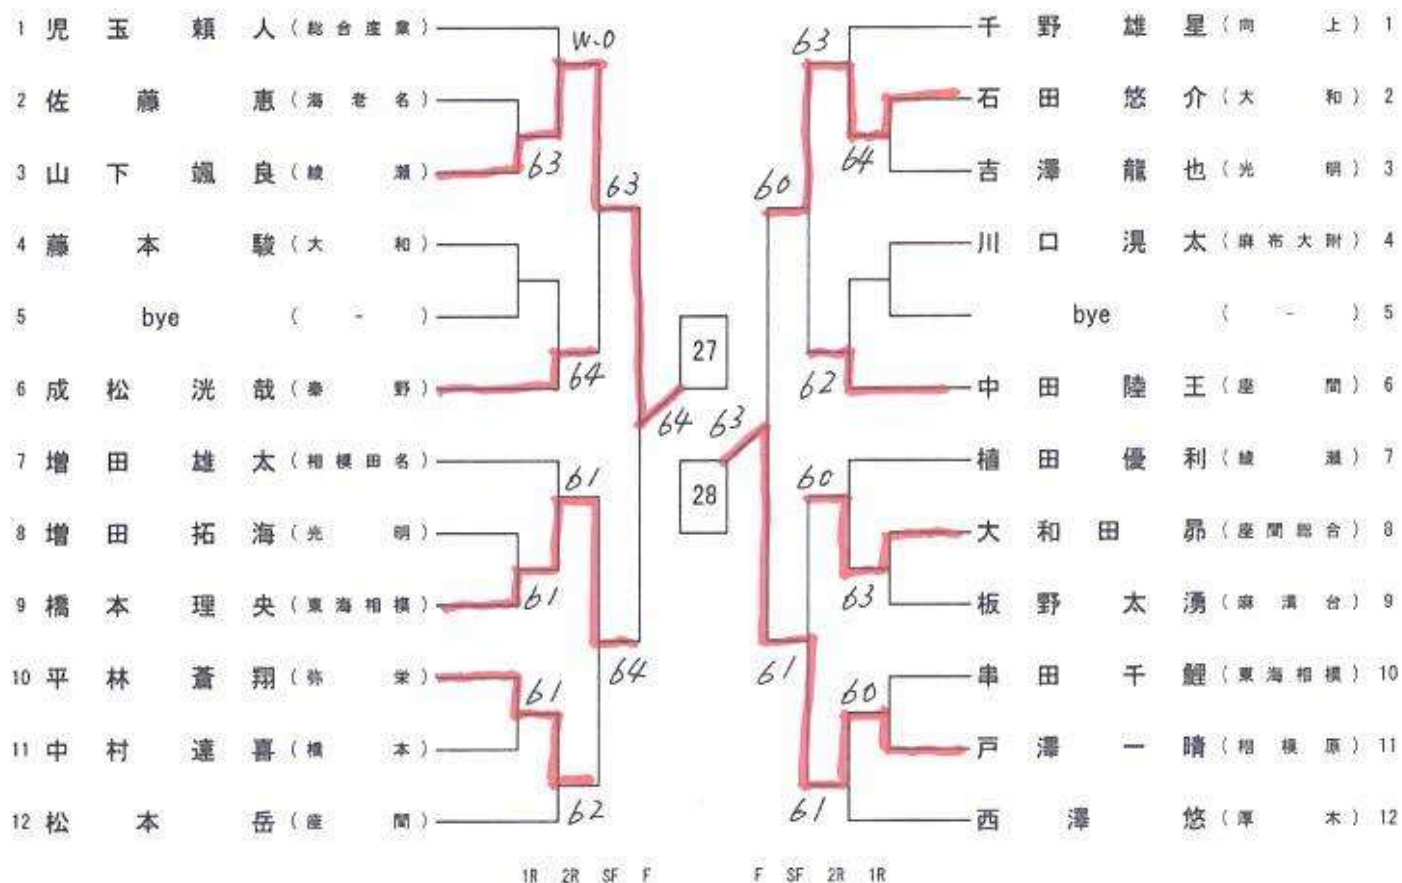 1 児玉 頼人 (総合産業) W.O 63 千野 雄星 (向上) 1
2 佐藤 恵 (海老名) 石田 悠介 (大和) 2
3 山下 颯良 (綾瀬) 63 63 60 64 吉澤 龍也 (光明) 3
4 藤本 駿 (大和) 川口 滉太 (麻布大附) 4
5 bye (-) 27 bye (-) 5
6 成松 洸哉 (秦野) 64 62 中田 陸王 (座間) 6
64 63
7 増田 雄太 (相模田名) 61 60 植田 優利 (綾瀬) 7
28
8 増田 拓海 (光明) 大和田 昴 (座間総合) 8
9 橋本 理央 (東海相模) 61 63 板野 太湧 (麻溝台) 9
10 平林 蒼翔 (弥栄) 61 64 61 60 串田 千鯉 (東海相模) 10
11 中村 達喜 (橋本) 戸澤 一晴 (相模原) 11
12 松本 岳 (座間) 62 61 西澤 悠 (厚木) 12
1R 2R SF F F SF 2R 1R